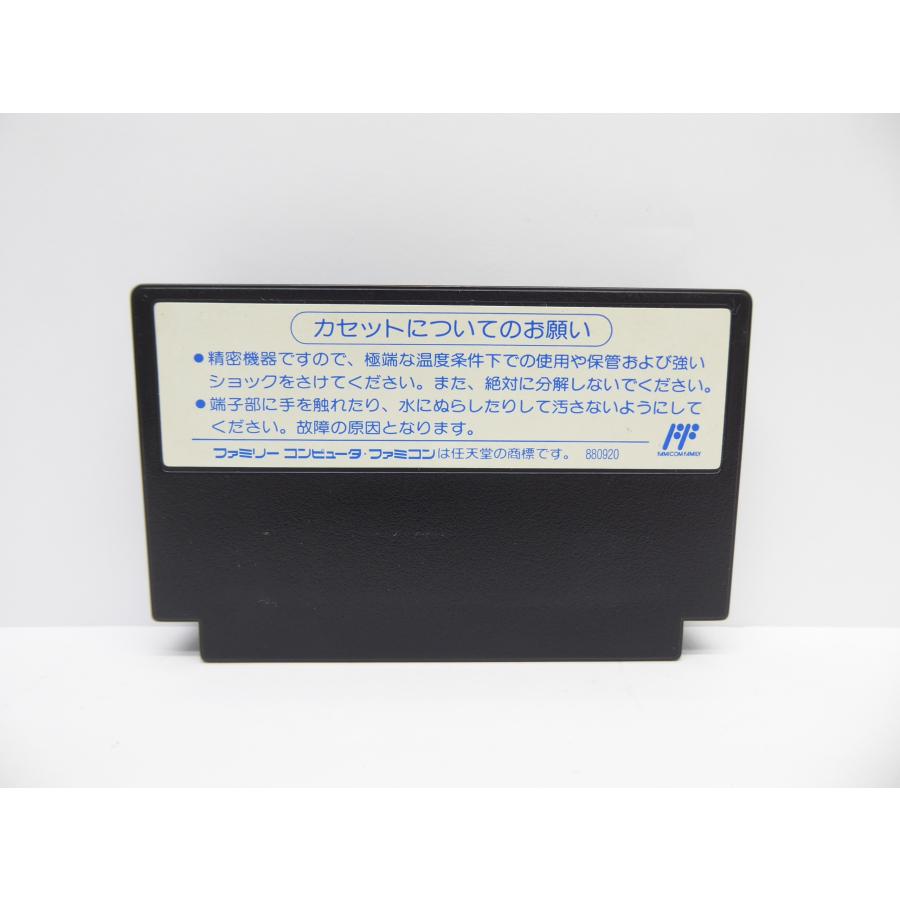 カセットについてのお願い
●精密機器ですので、極端な温度条件下での使用や保管および強い
ショックをさけてください。また、絶対に分解しないでください。
●端子部に手を触れたり、水にぬらしたりして汚さないようにして
ください。故障の原因となります。
FAMICOM FAMILY
ファミリー コンピュータ・ファミコンは任天堂の商標です。 880920